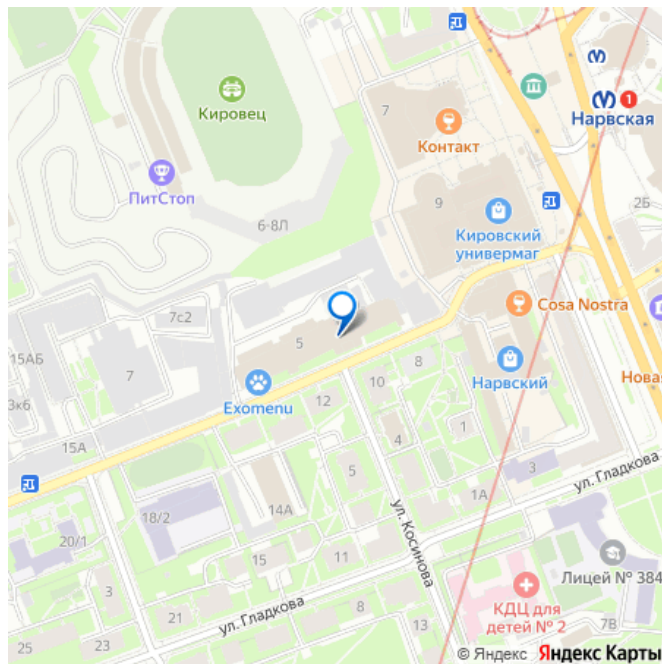 Кировец
7
Контакт
1
Нарвская
ПитСтоп
6-8Л
9
2Б
Кировский
универмаг
7с2
Cosa Nostra
15АБ
7
5
8
Нарвский
Новая
3к6
Exomenu
10
12
15А
4
1
3
ул. Гладкова
5
1А
14А
18/2
ул. Косинова
20/1
15
11
Лицей № 384
3
КДЦ для
детей № 2
21
ул. Гладкова
7В
25
23
© Яндекс Яндекс Карты